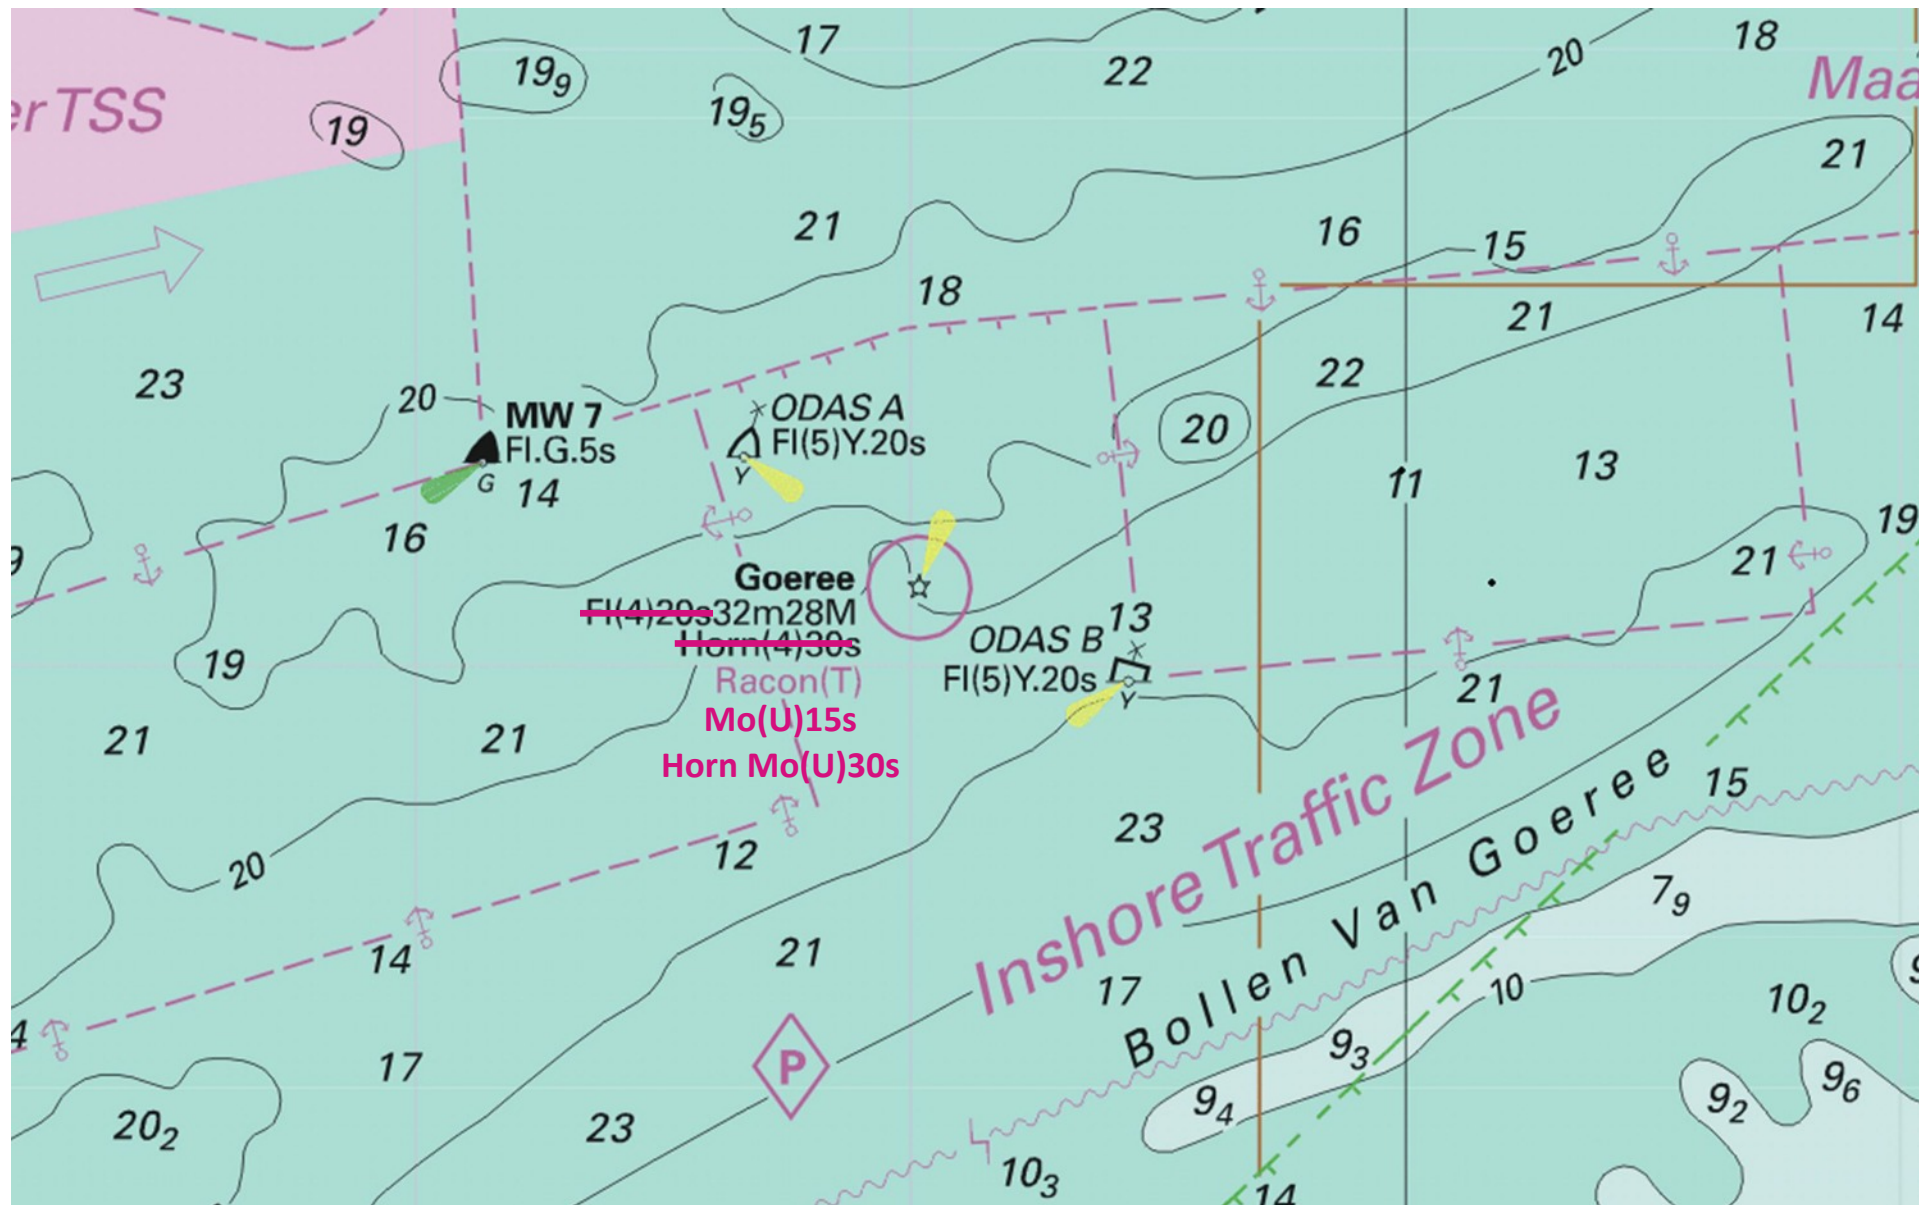 17
18
19₉
22
20
Maa
er TSS
19
19₅
21
21
16
15
18
21
14
23
20
22
MW 7
Fl.G.5s
G
14
ODAS A
Fl(5)Y.20s
Y
20
11
13
16
19
21
Goeree
Fl(4)20s32m28M
Horn(4)30s
Racon(T)
Mo(U)15s
Horn Mo(U)30s
13
ODAS B
Fl(5)Y.20s
Y
19
21
21
21
23
12
20
15
Inshore Traffic Zone
Bollen Van Goeree
7₉
14
21
17
10
10₂
4
P
17
9₃
9₄
9₂
9₆
20₂
23
10₃
14